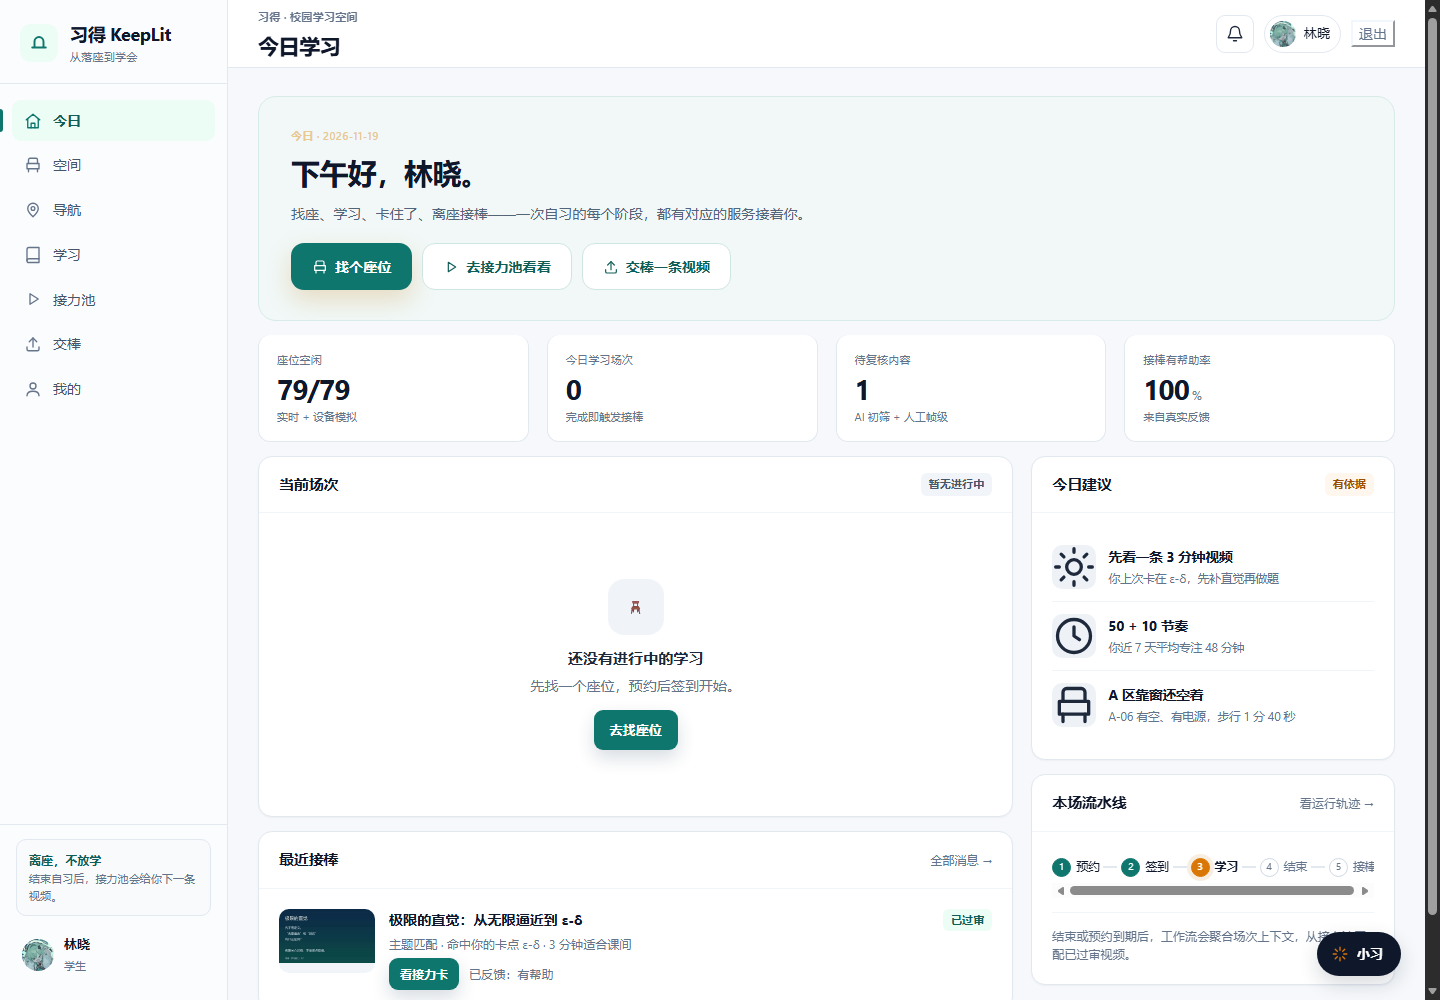 习得 KeepLit
从落座到学会
今日
空间
导航
学习
接力池
交棒
我的
离座，不放学
结束自习后，接力池会给你下一条
视频。
林晓
学生
习得 · 校园学习空间
今日学习
林晓
退出
今日 · 2026-11-19
下午好，林晓。
找座、学习、卡住了、离座接棒——一次自习的每个阶段，都有对应的服务接着你。
找个座位
去接力池看看
交棒一条视频
座位空闲
79/79
实时 + 设备模拟
今日学习场次
0
完成即触发接棒
待复核内容
1
AI 初筛 + 人工帧级
接棒有帮助率
100 %
来自真实反馈
当前场次
暂无进行中
还没有进行中的学习
先找一个座位，预约后签到开始。
去找座位
最近接棒
全部消息 →
极限的直觉：从无限逼近到 ε-δ
已过审
主题匹配 · 命中你的卡点 ε-δ · 3 分钟适合课间
看接力卡
已反馈：有帮助
今日建议
有依据
先看一条 3 分钟视频
你上次卡在 ε-δ，先补直觉再做题
50 + 10 节奏
你近 7 天平均专注 48 分钟
A 区靠窗还空着
A-06 有空、有电源，步行 1 分 40 秒
本场流水线
看运行轨迹 →
1 预约
2 签到
3 学习
4 结束
5 接棒
结束或预约到期后，工作流会聚合场次上下文，从接
配已过审视频。
小习